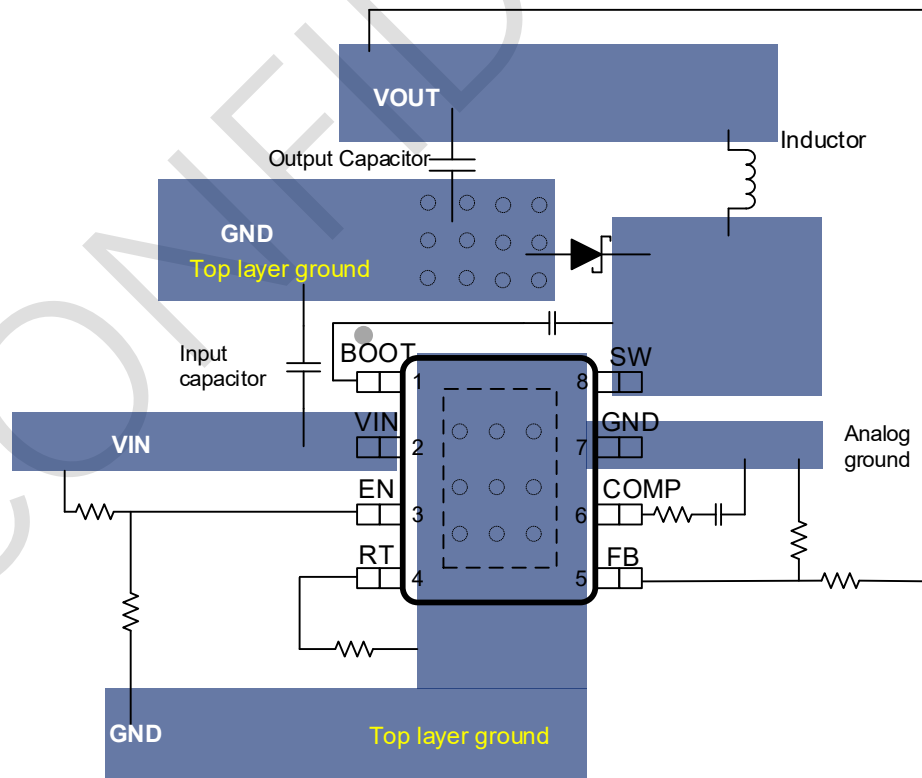 VOUT
Inductor
Output Capacitor
GND
Top layer ground
Input
capacitor
BOOT
1
8
SW
VIN
VIN
2
7
GND
Analog
ground
EN
3
6
COMP
RT
4
5
FB
GND
Top layer ground
CONFID